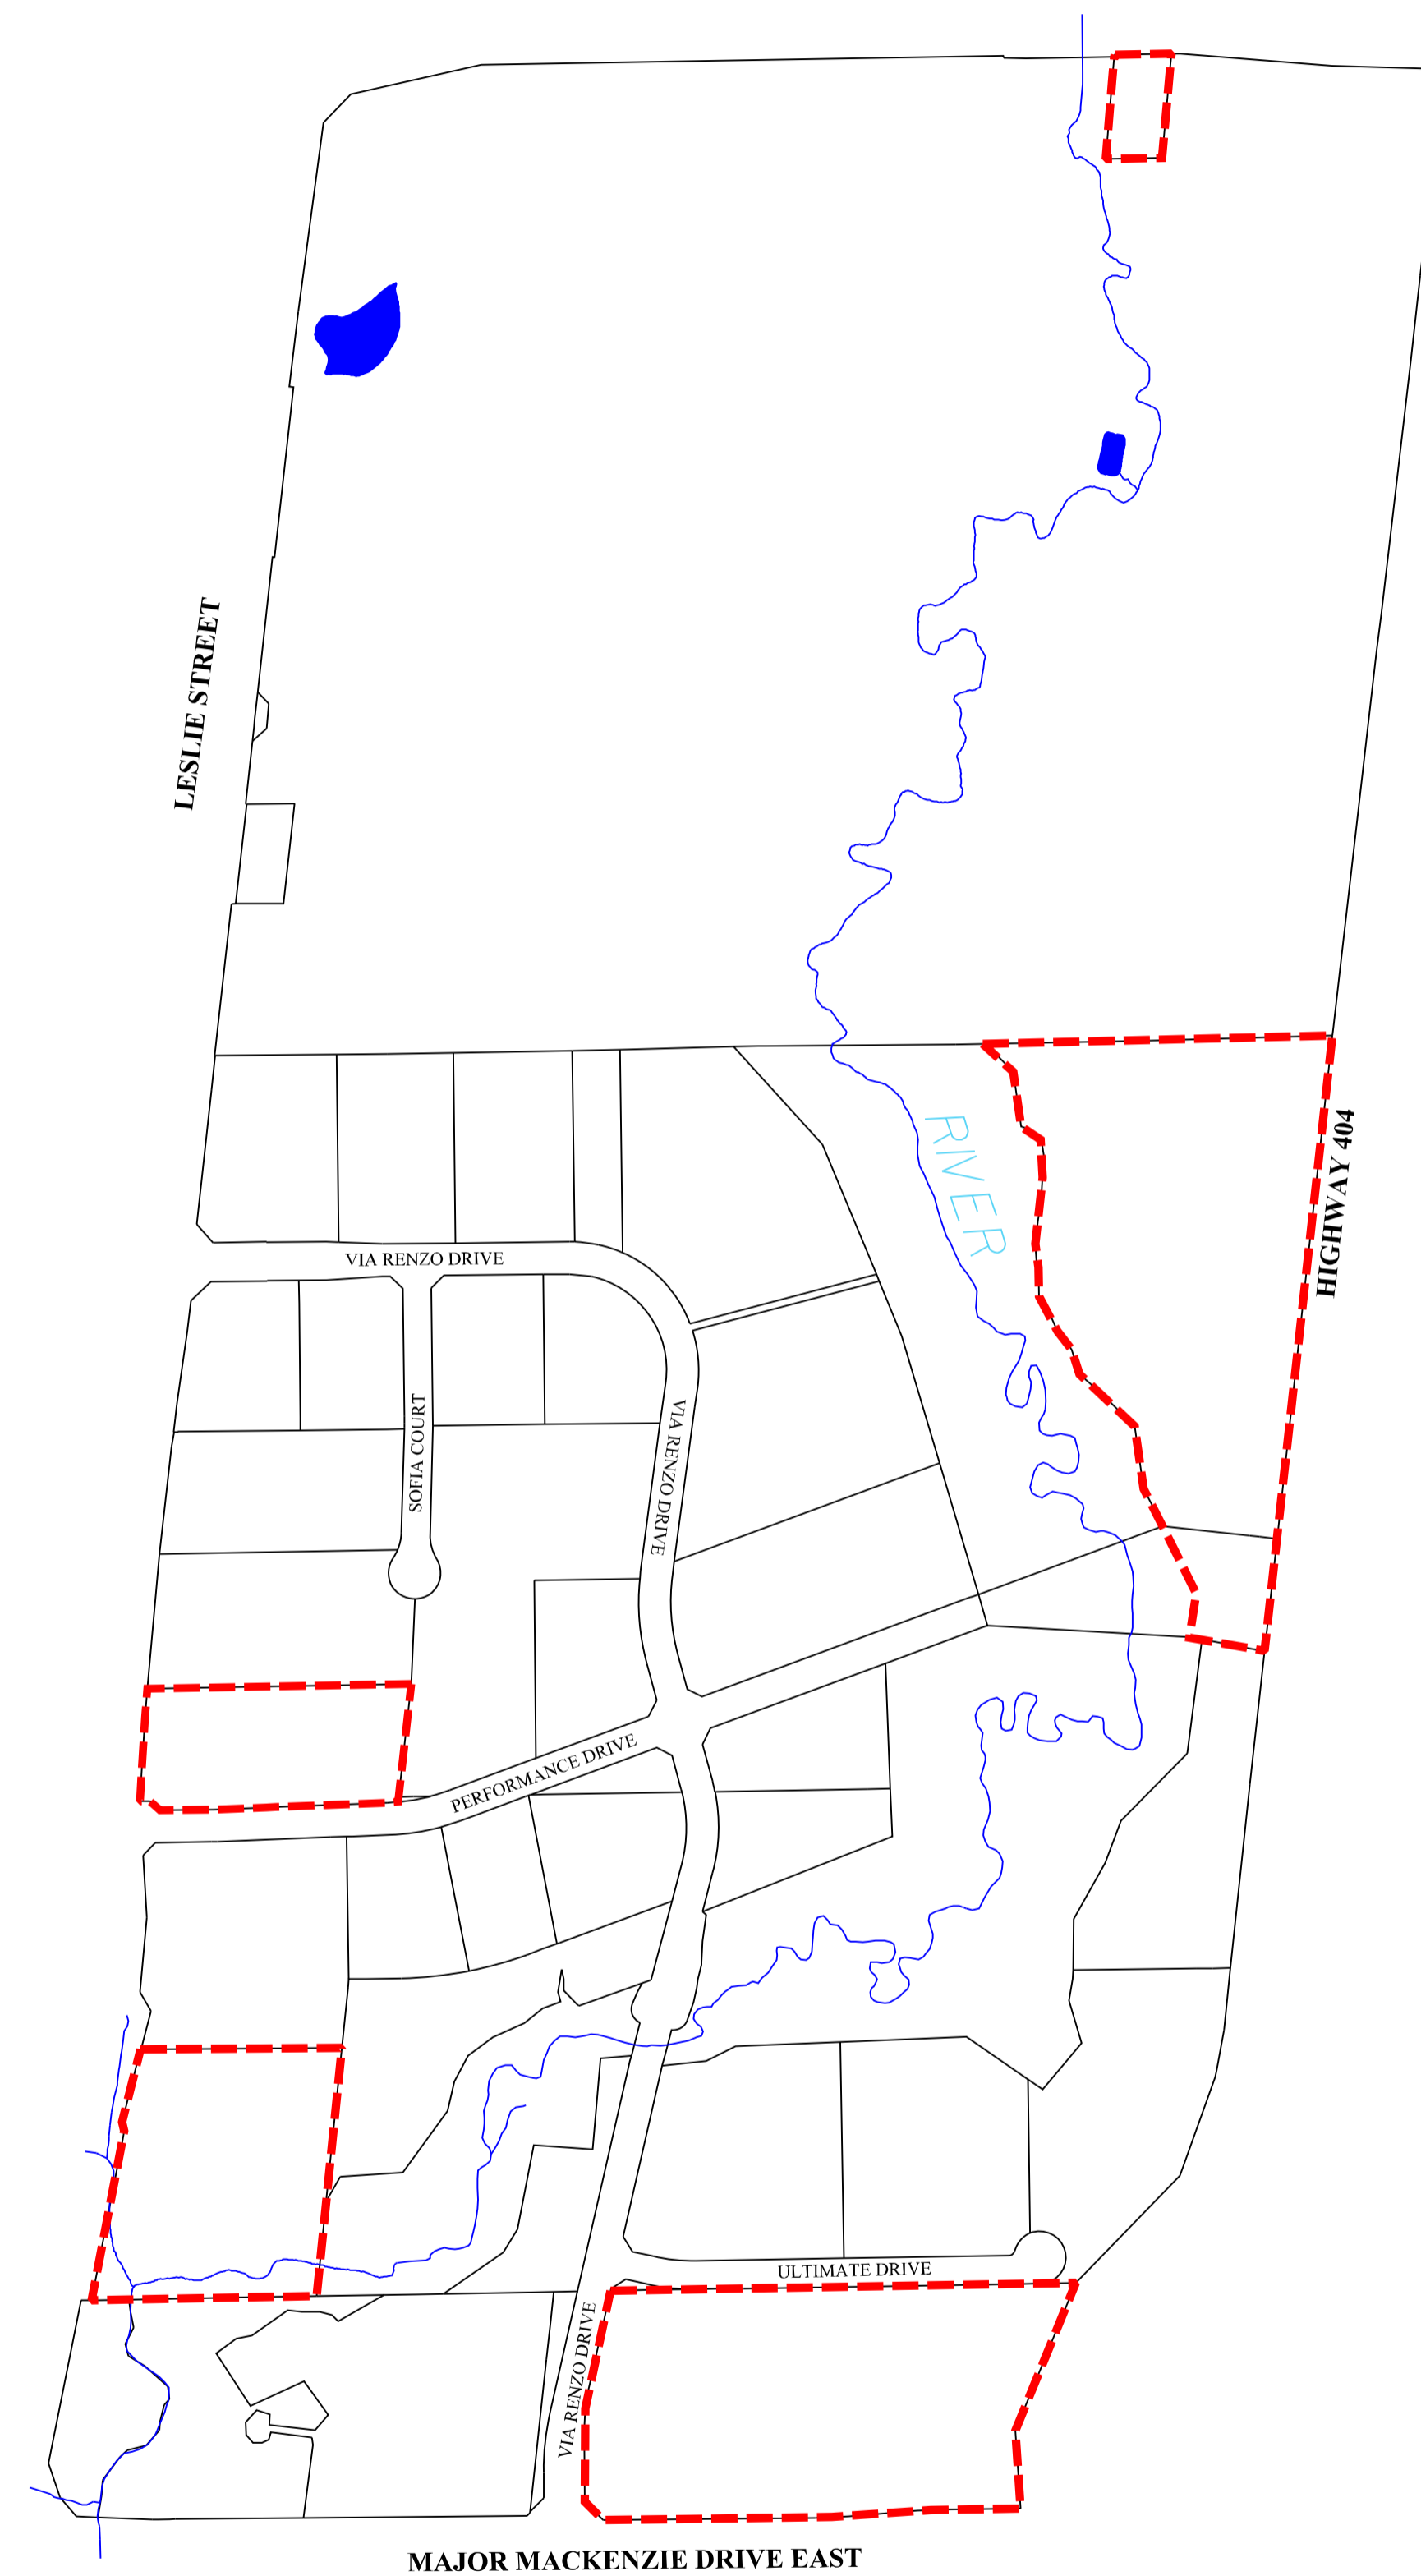 LESLIE STREET
RIVER
HIGHWAY 404
VIA RENZO DRIVE
SOFIA COURT
VIA RENZO DRIVE
PERFORMANCE DRIVE
ULTIMATE DRIVE
VIA RENZO DRIVE
MAJOR MACKENZIE DRIVE EAST